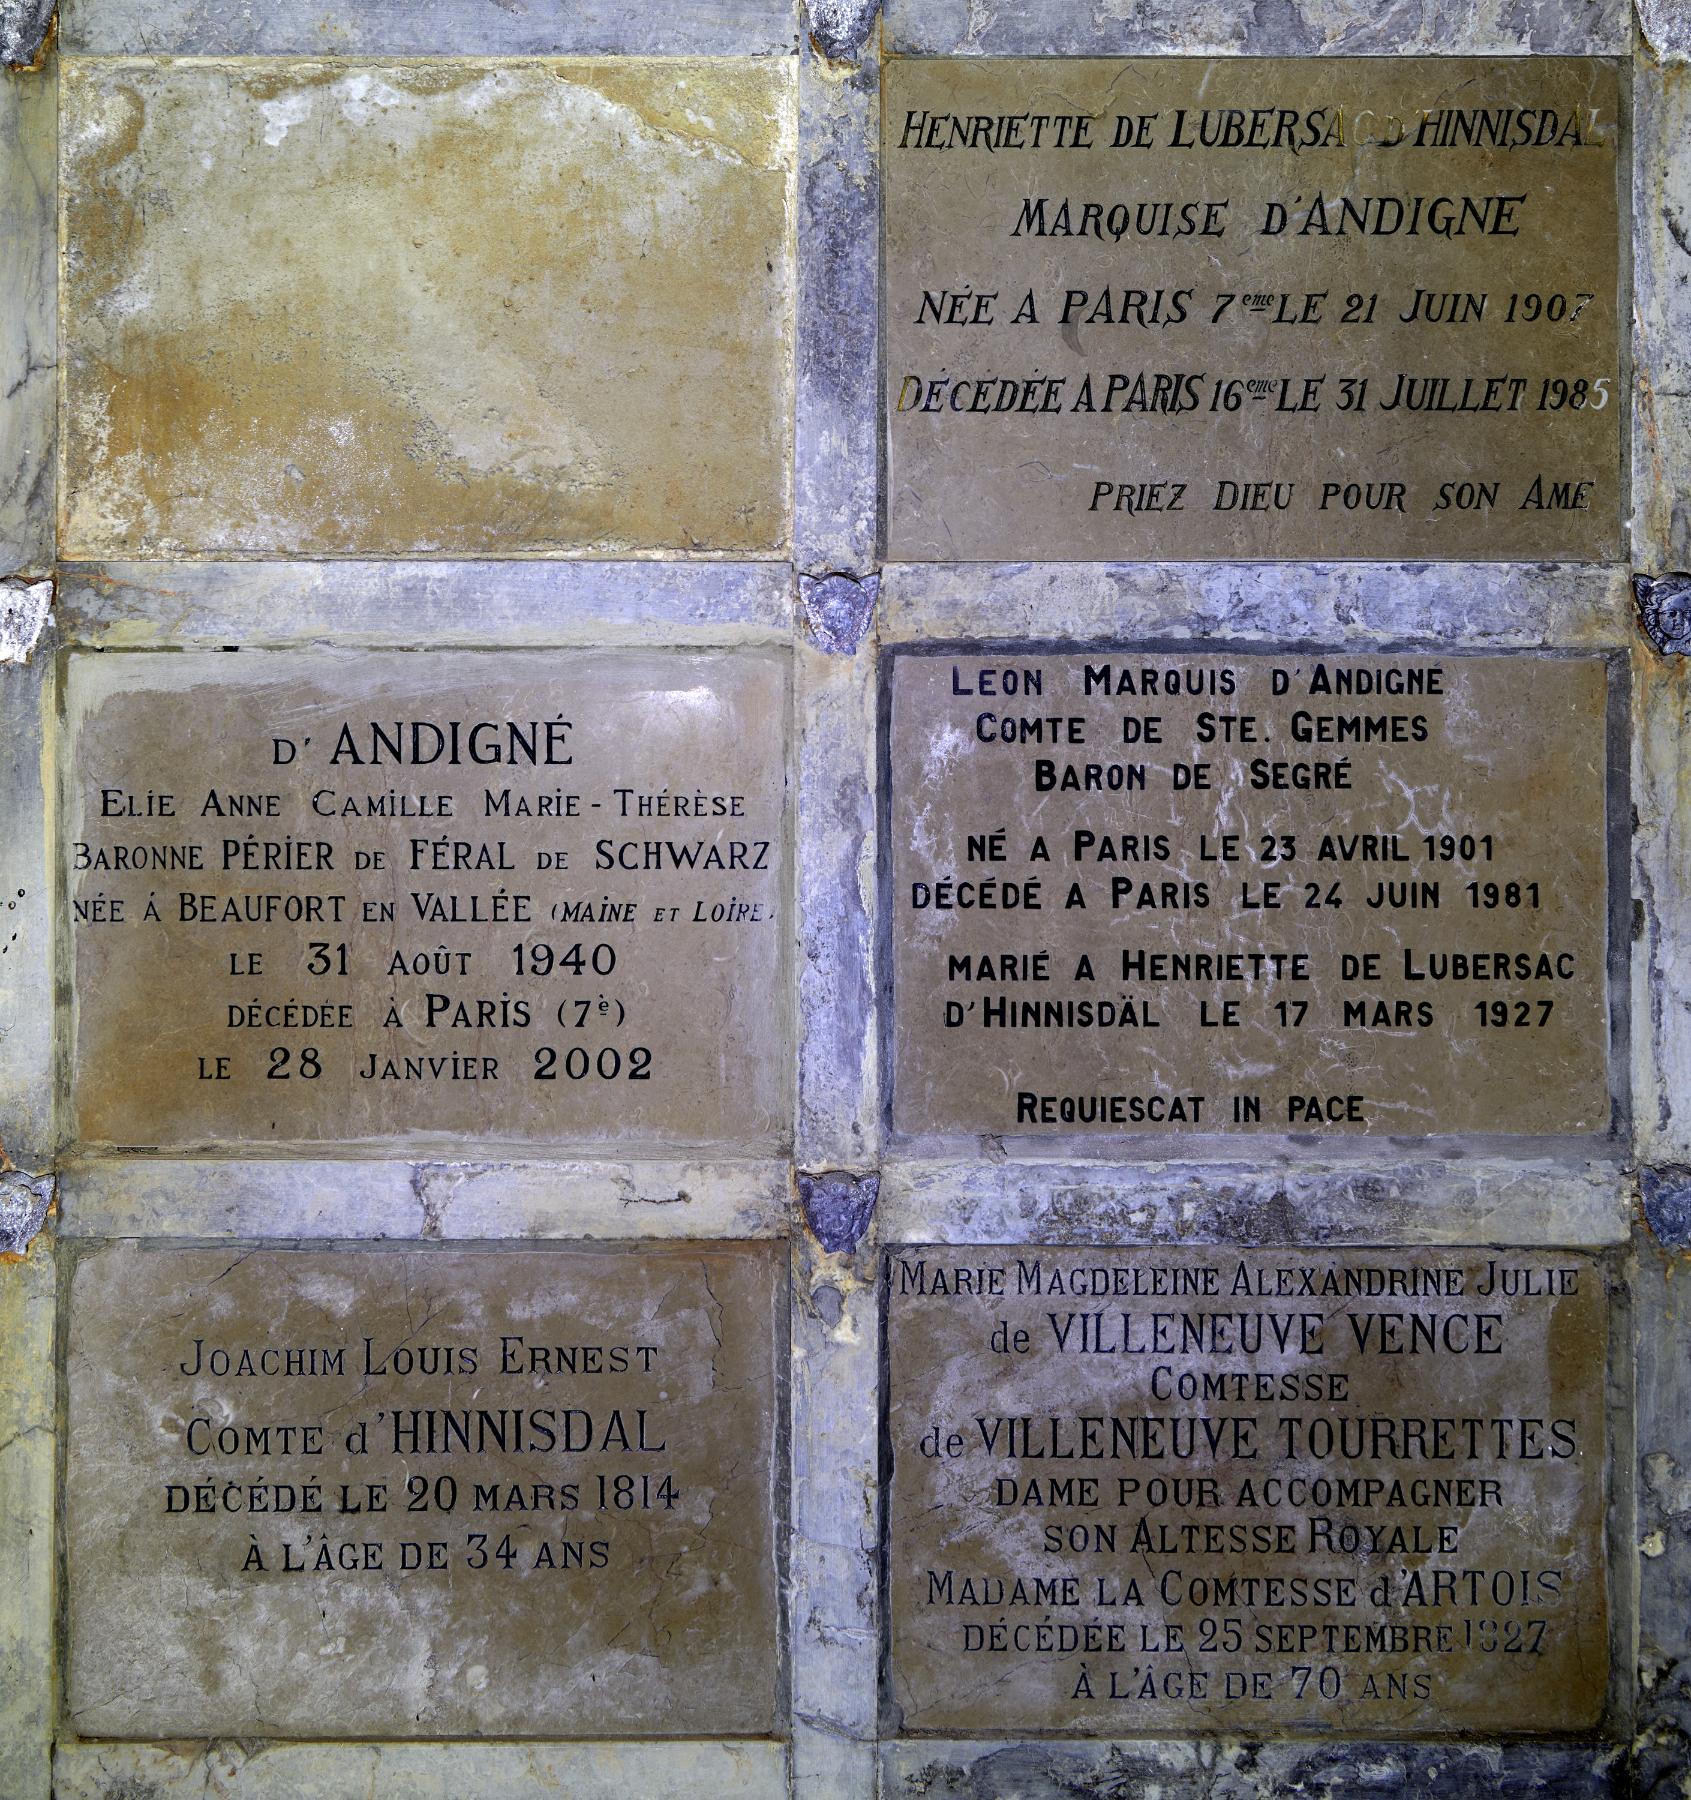 HENRIETTE DE LUBERSAC D'HINNISDAL
MARQUISE D'ANDIGNE
NÉE A PARIS 7eme LE 21 JUIN 1907
DÉCÉDÉE A PARIS 16eme LE 31 JUILLET 1985
PRIEZ DIEU POUR SON AME
D' ANDIGNÉ
ELIE ANNE CAMILLE MARIE-THÉRÈSE
BARONNE PÉRIER DE FÉRAL DE SCHWARZ
NÉE Á BEAUFORT EN VALLÉE (MAINE ET LOIRE)
LE 31 AOÛT 1940
DÉCÉDÉE À PARIS (7è)
LE 28 JANVIER 2002
LEON MARQUIS D'ANDIGNÉ
COMTE DE STE. GEMMES
BARON DE SEGRÉ
NÉ A PARIS LE 23 AVRIL 1901
DÉCÉDÉ A PARIS LE 24 JUIN 1981
MARIÉ A HENRIETTE DE LUBERSAC
D'HINNISDÄL LE 17 MARS 1927
REQUIESCAT IN PACE
JOACHIM LOUIS ERNEST
COMTE d'HINNISDAL
DÉCÉDÉ LE 20 MARS 1814
À L'ÂGE DE 34 ANS
MARIE MAGDELEINE ALEXANDRINE JULIE
de VILLENEUVE VENCE
COMTESSE
de VILLENEUVE TOURRETTES
DAME POUR ACCOMPAGNER
SON ALTESSE ROYALE
MADAME LA COMTESSE d'ARTOIS
DÉCÉDÉE LE 25 SEPTEMBRE 1827
À L'ÂGE DE 70 ANS